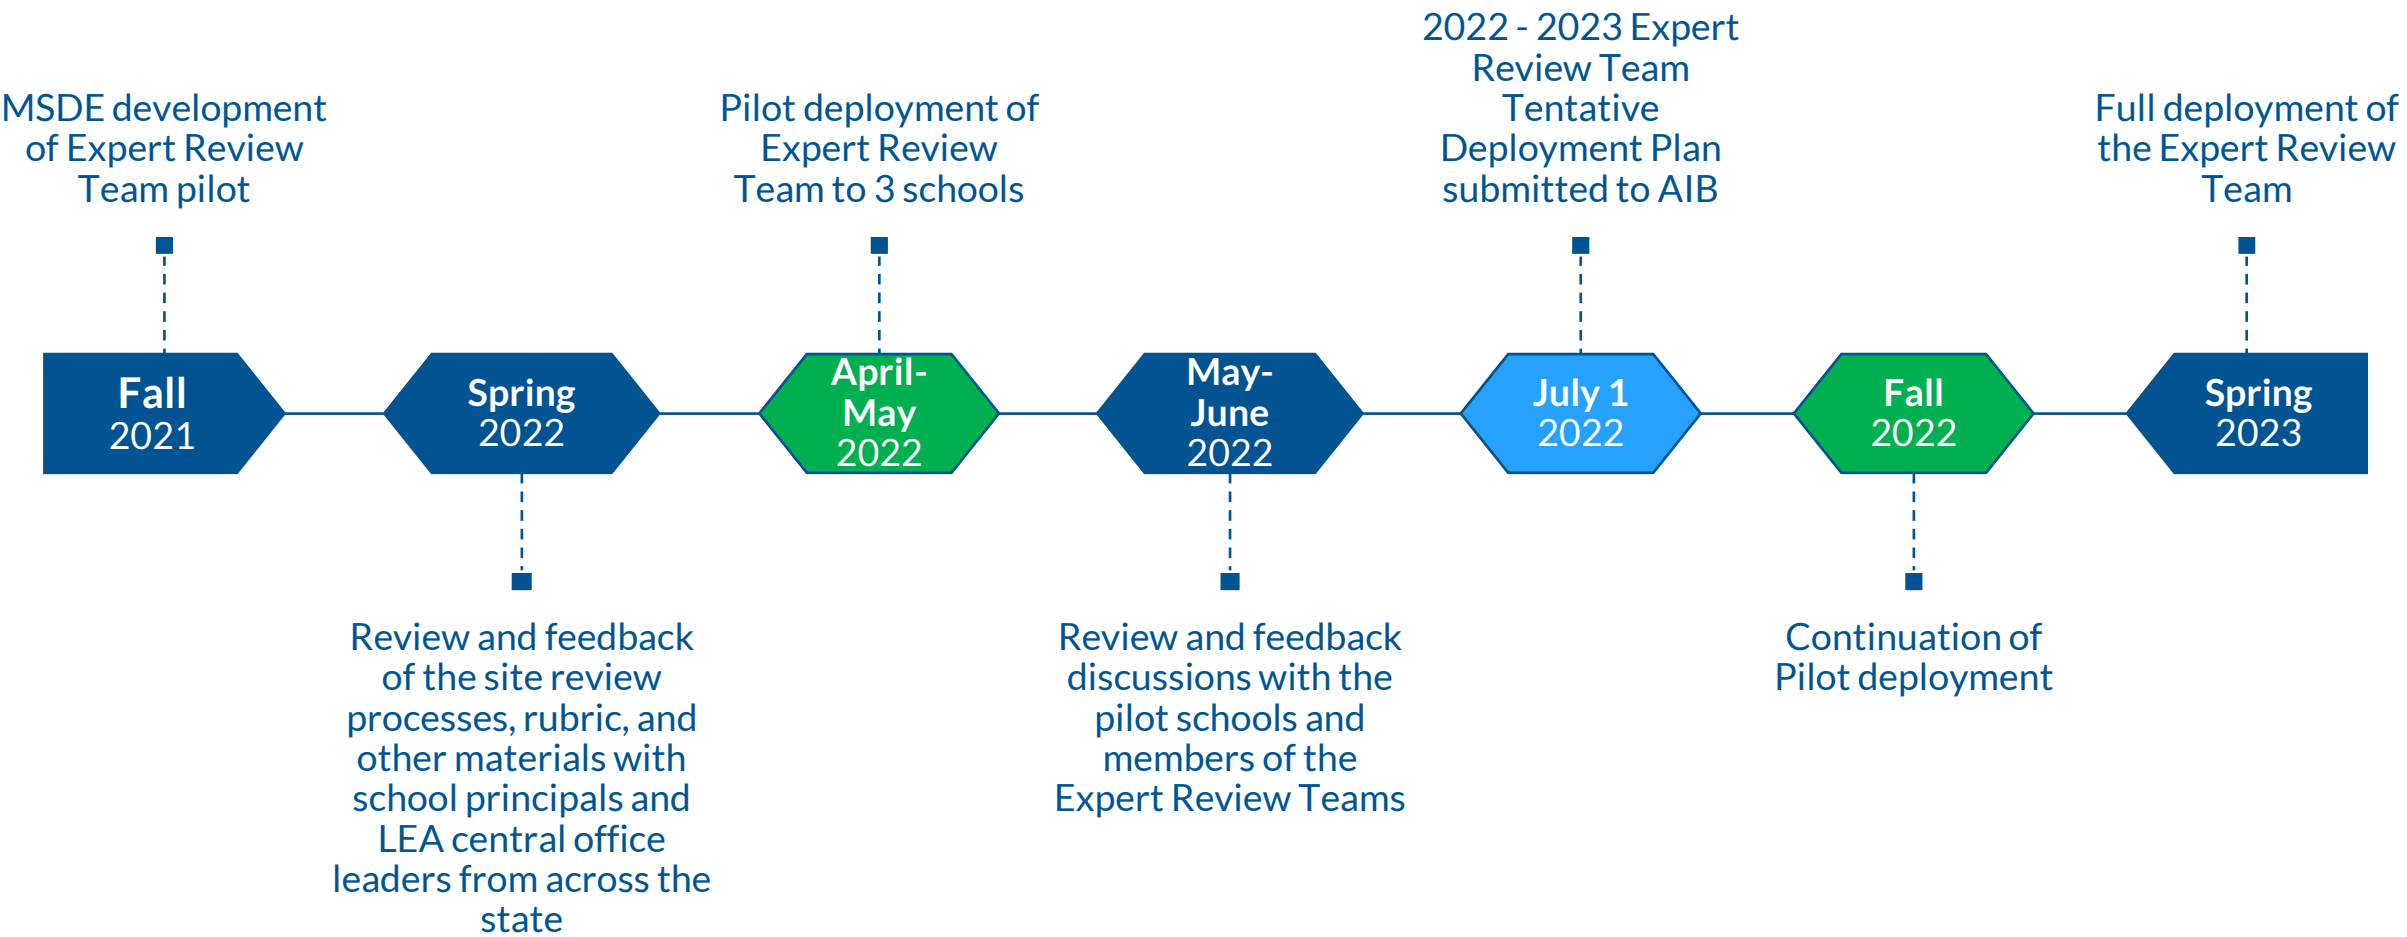 MSDE development
of Expert Review
Team pilot
Fall
2021
Spring
2022
Review and feedback
of the site review
processes, rubric, and
other materials with
school principals and
LEA central office
leaders from across the
state
Pilot deployment of
Expert Review
Team to 3 schools
April-
May
2022
May-
June
2022
Review and feedback
discussions with the
pilot schools and
members of the
Expert Review Teams
2022 - 2023 Expert
Review Team
Tentative
Deployment Plan
submitted to AIB
July 1
2022
Fall
2022
Continuation of
Pilot deployment
Full deployment of
the Expert Review
Team
Spring
2023